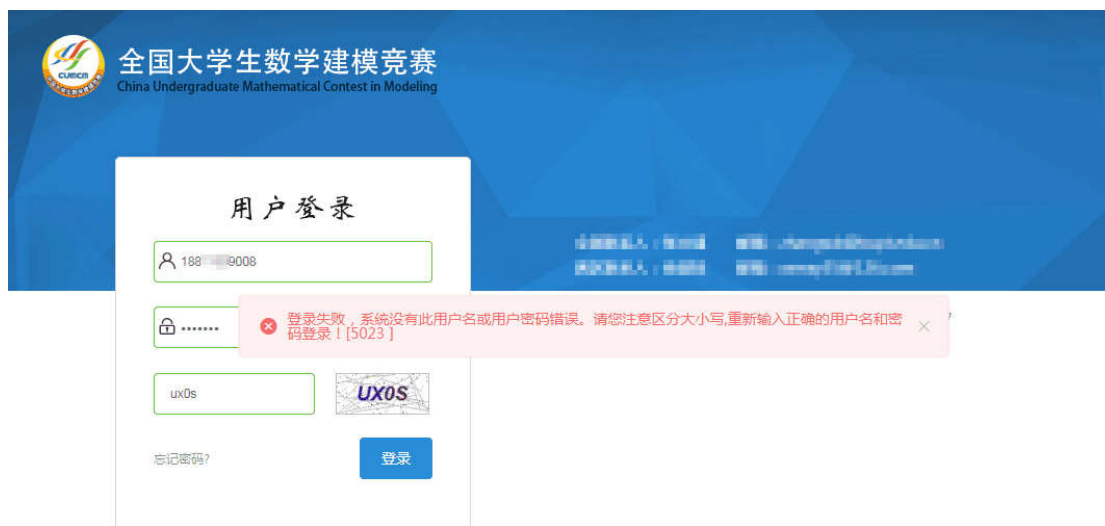 全国大学生数学建模竞赛
CUMCM
China Undergraduate Mathematical Contest in Modeling
用户登录
188 9008
登录失败，系统没有此用户名或用户密码错误。请您注意区分大小写,重新输入正确的用户名和密
码登录！[5023 ]
ux0s
UX0S
忘记密码?
登录